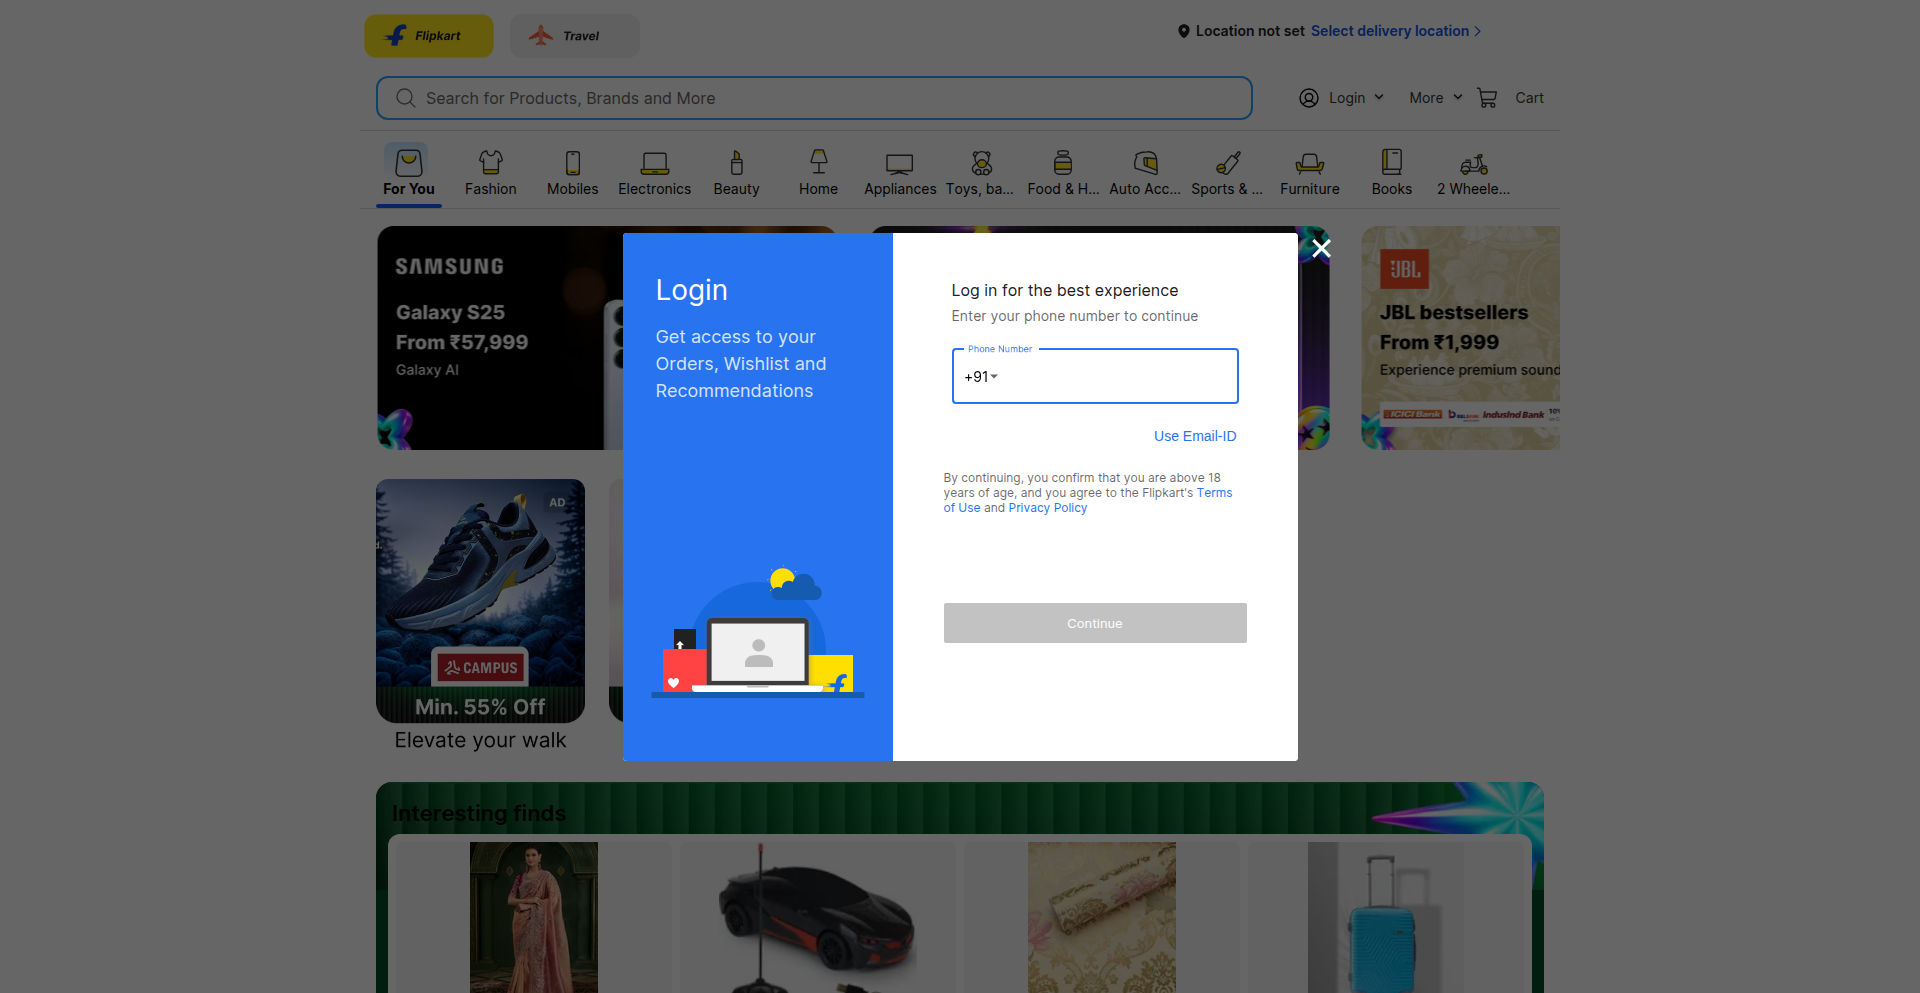 Flipkart
Travel
Location not set Select delivery location
Search for Products, Brands and More
Login
More
Cart
For You
Fashion
Mobiles
Electronics
Beauty
Home
Appliances
Toys, ba...
Food & H...
Auto Acc...
Sports & ...
Furniture
Books
2 Wheele...
SAMSUNG
Galaxy S25
From ₹57,999
Galaxy AI
Login
Get access to your
Orders, Wishlist and
Recommendations
Log in for the best experience
Enter your phone number to continue
Phone Number
+91
Use Email-ID
By continuing, you confirm that you are above 18
years of age, and you agree to the Flipkart's Terms
of Use and Privacy Policy
Continue
JBL
JBL bestsellers
From ₹1,999
Experience premium sound
ICICI Bank
IndusInd Bank
AD
CAMPUS
Min. 55% Off
Elevate your walk
Interesting finds